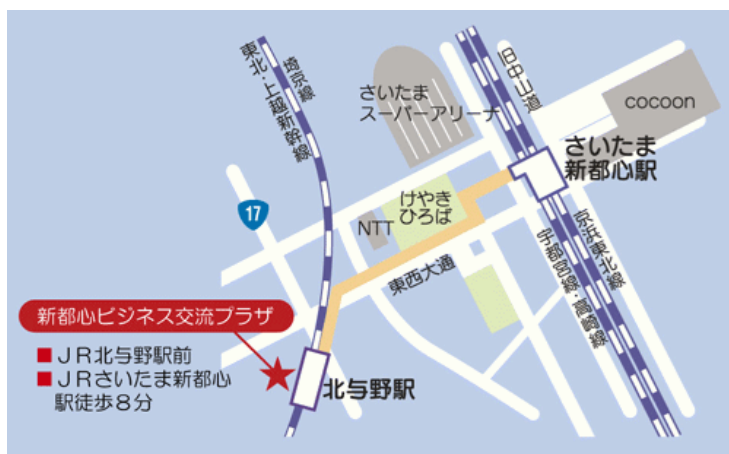 埼京線
東北・上越新幹線
さいたま
スーパーアリーナ
旧中山道
cocoon
さいたま
新都心駅
けやき
ひろば
NTT
17
東西大通
京浜東北線
宇都宮線・高崎線
新都心ビジネス交流プラザ
■ＪＲ北与野駅前
■ＪＲさいたま新都心
駅徒歩８分
北与野駅